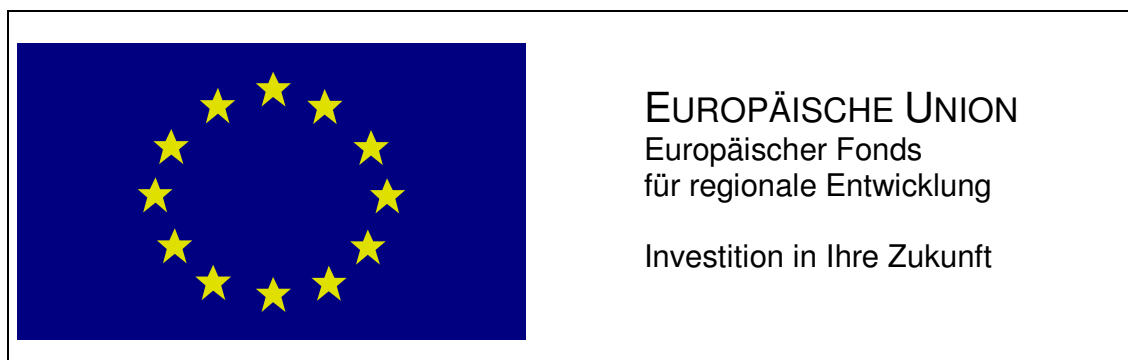 EUROPÄISCHE UNION
Europäischer Fonds
für regionale Entwicklung
Investition in Ihre Zukunft